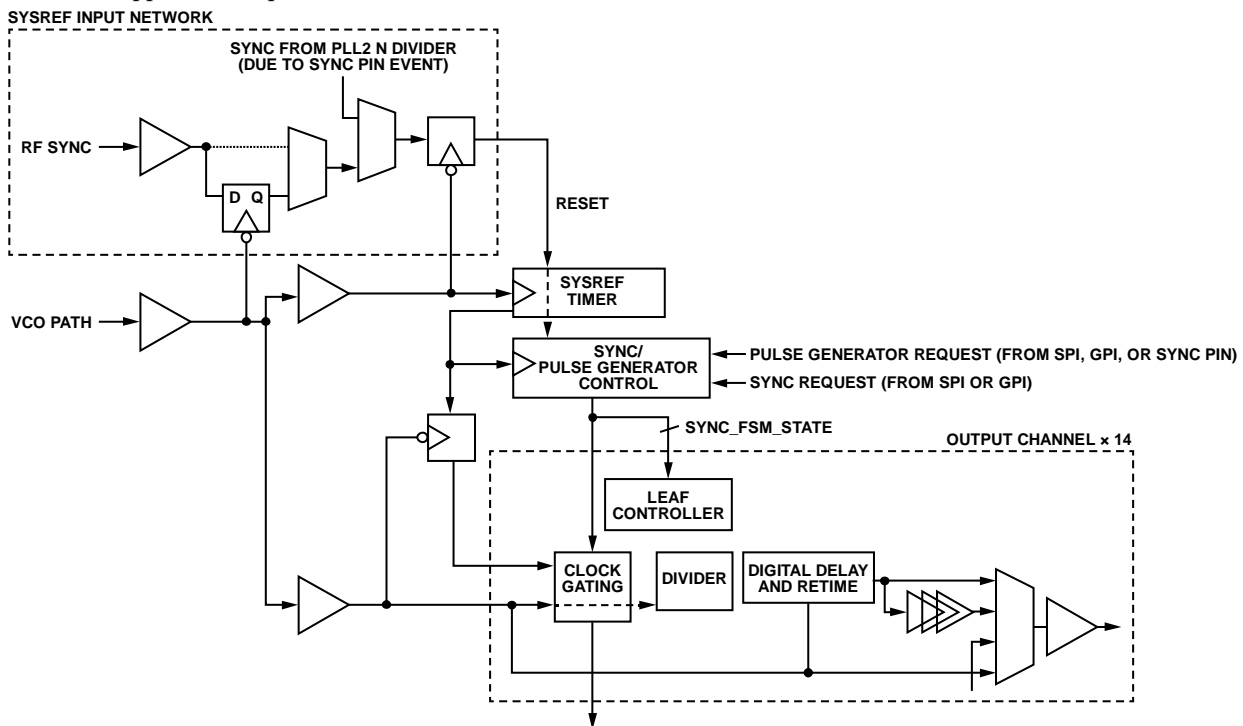 SYSREF INPUT NETWORK
SYNC FROM PLL2 N DIVIDER
(DUE TO SYNC PIN EVENT)
RF SYNC
D Q
RESET
VCO PATH
SYSREF
TIMER
SYNC/
PULSE GENERATOR
CONTROL
PULSE GENERATOR REQUEST (FROM SPI, GPI, OR SYNC PIN)
SYNC REQUEST (FROM SPI OR GPI)
SYNC_FSM_STATE
OUTPUT CHANNEL × 14
LEAF
CONTROLLER
CLOCK
GATING
DIVIDER
DIGITAL DELAY
AND RETIME